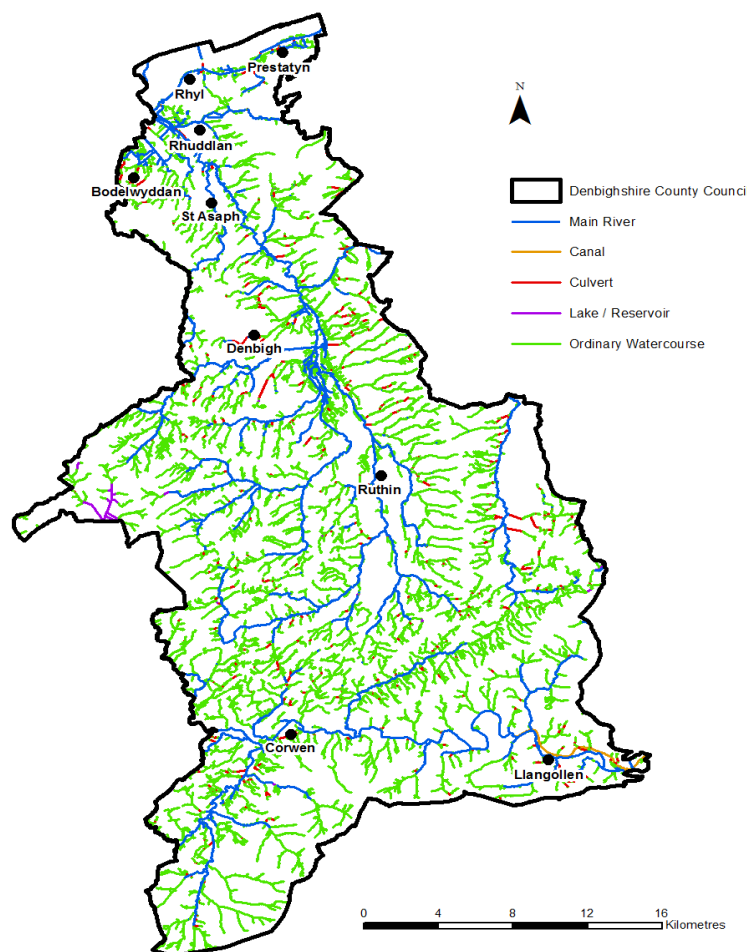 Prestatyn
Rhyl
Rhuddlan
Bodelwyddan
St Asaph
Denbigh
Ruthin
Corwen
Llangollen
N
Denbighshire County Counci
Main River
Canal
Culvert
Lake / Reservoir
Ordinary Watercourse
0 4 8 12 16
Kilometres